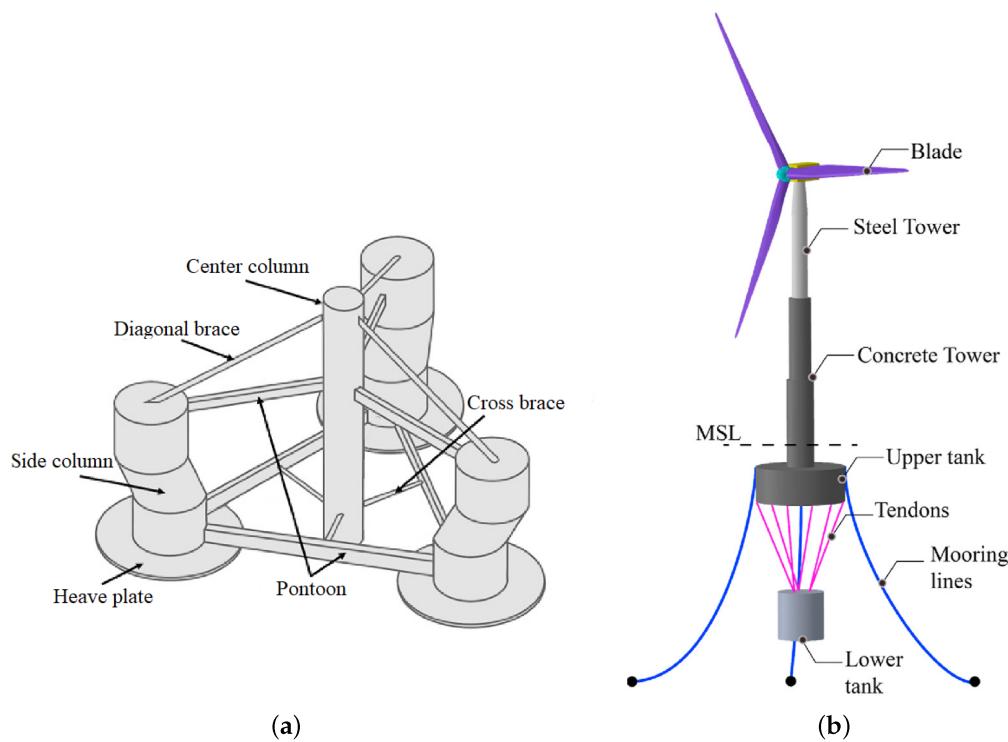 Center column
Diagonal brace
Cross brace
Side column
Heave plate
Pontoon
(a)
Blade
Steel Tower
Concrete Tower
MSL
Upper tank
Tendons
Mooring
lines
Lower
tank
(b)